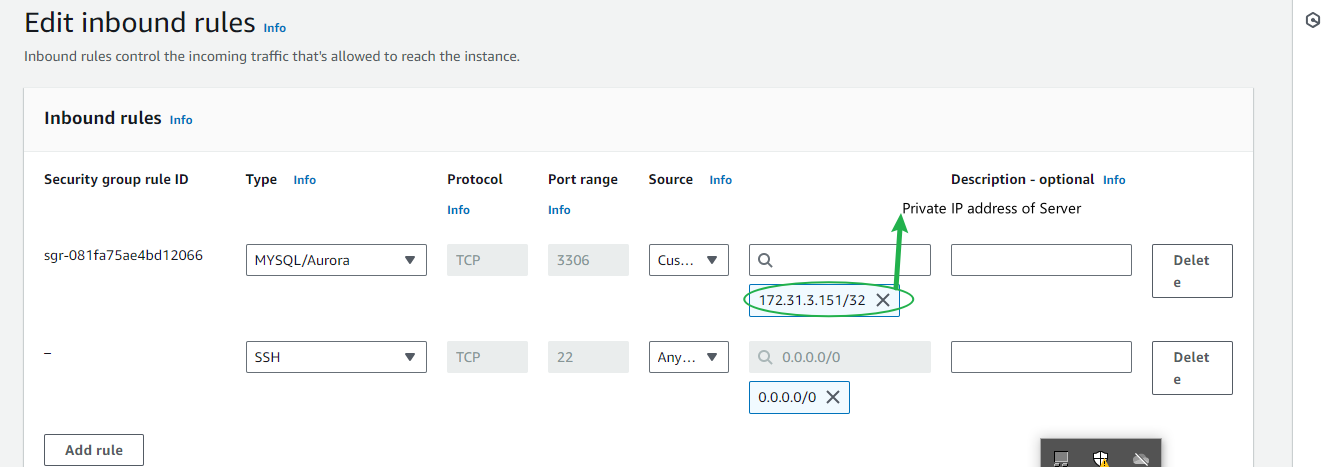 Edit inbound rules Info
Inbound rules control the incoming traffic that's allowed to reach the instance.
Inbound rules Info
Security group rule ID Type Info Protocol Port range Source Info Description - optional Info
Info Info
Private IP address of Server
sgr-081fa75ae4bd12066 MYSQL/Aurora TCP 3306 Cus... Delet
e
172.31.3.151/32
– SSH TCP 22 Any... 0.0.0.0/0 Delet
e
0.0.0.0/0
Add rule